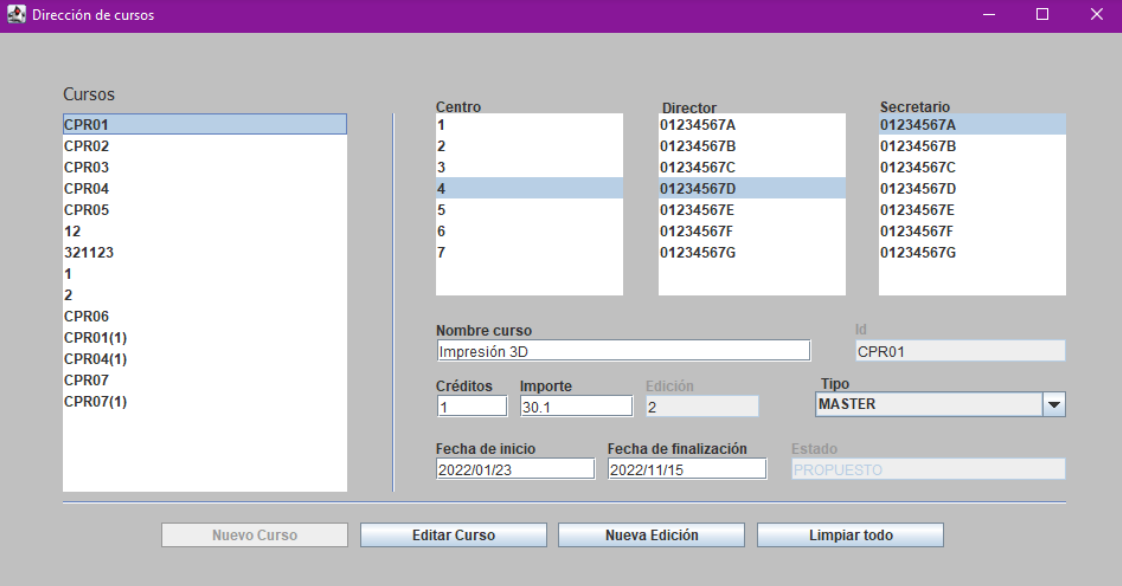 Dirección de cursos
Cursos
CPR01
CPR02
CPR03
CPR04
CPR05
12
321123
1
2
CPR06
CPR01(1)
CPR04(1)
CPR07
CPR07(1)
Centro
1
2
3
4
5
6
7
Director
01234567A
01234567B
01234567C
01234567D
01234567E
01234567F
01234567G
Secretario
01234567A
01234567B
01234567C
01234567D
01234567E
01234567F
01234567G
Nombre curso
Impresión 3D
Id
CPR01
Créditos
1
Importe
30.1
Edición
2
Tipo
MASTER
Fecha de inicio
2022/01/23
Fecha de finalización
2022/11/15
Estado
PROPUESTO
Nuevo Curso
Editar Curso
Nueva Edición
Limpiar todo